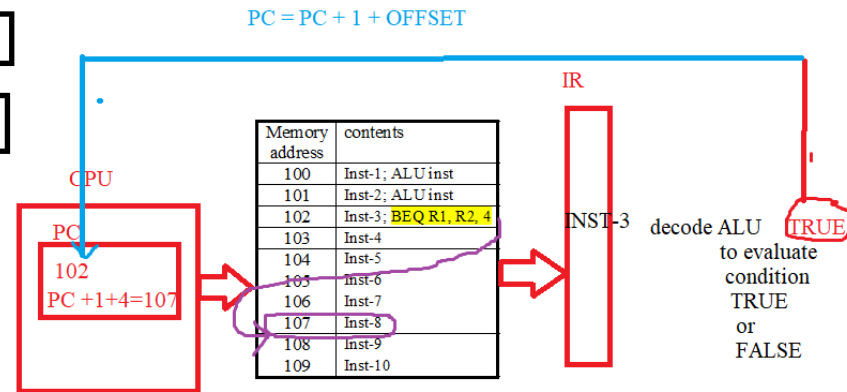 PC = PC + 1 + OFFSET
IR
CPU
PC
102
PC +1+4=107
Memory address contents
100 Inst-1; ALU inst
101 Inst-2; ALU inst
102 Inst-3; BEQ R1, R2, 4
103 Inst-4
104 Inst-5
105 Inst-6
106 Inst-7
107 Inst-8
108 Inst-9
109 Inst-10
INST-3
decode ALU TRUE
to evaluate
condition
TRUE
or
FALSE